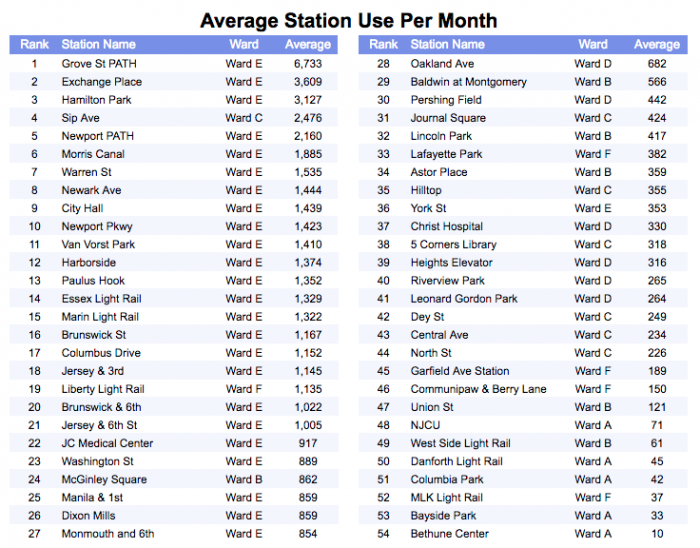 Average Station Use Per Month
Rank Station Name Ward Average
1 Grove St PATH Ward E 6,733
2 Exchange Place Ward E 3,609
3 Hamilton Park Ward E 3,127
4 Sip Ave Ward C 2,476
5 Newport PATH Ward E 2,160
6 Morris Canal Ward E 1,885
7 Warren St Ward E 1,535
8 Newark Ave Ward E 1,444
9 City Hall Ward E 1,439
10 Newport Pkwy Ward E 1,423
11 Van Vorst Park Ward E 1,410
12 Harborside Ward E 1,374
13 Paulus Hook Ward E 1,352
14 Essex Light Rail Ward E 1,329
15 Marin Light Rail Ward E 1,322
16 Brunswick St Ward E 1,167
17 Columbus Drive Ward E 1,152
18 Jersey & 3rd Ward E 1,145
19 Liberty Light Rail Ward F 1,135
20 Brunswick & 6th Ward E 1,022
21 Jersey & 6th St Ward E 1,005
22 JC Medical Center Ward E 917
23 Washington St Ward E 889
24 McGinley Square Ward B 862
25 Manila & 1st Ward E 859
26 Dixon Mills Ward E 859
27 Monmouth and 6th Ward E 854
Rank Station Name Ward Average
28 Oakland Ave Ward D 682
29 Baldwin at Montgomery Ward B 566
30 Pershing Field Ward D 442
31 Journal Square Ward C 424
32 Lincoln Park Ward B 417
33 Lafayette Park Ward F 382
34 Astor Place Ward B 359
35 Hilltop Ward C 355
36 York St Ward E 353
37 Christ Hospital Ward D 330
38 5 Corners Library Ward C 318
39 Heights Elevator Ward D 316
40 Riverview Park Ward D 265
41 Leonard Gordon Park Ward D 264
42 Dey St Ward C 249
43 Central Ave Ward C 234
44 North St Ward C 226
45 Garfield Ave Station Ward F 189
46 Communipaw & Berry Lane Ward F 150
47 Union St Ward B 121
48 NJCU Ward A 71
49 West Side Light Rail Ward B 61
50 Danforth Light Rail Ward A 45
51 Columbia Park Ward A 42
52 MLK Light Rail Ward F 37
53 Bayside Park Ward A 33
54 Bethune Center Ward A 10